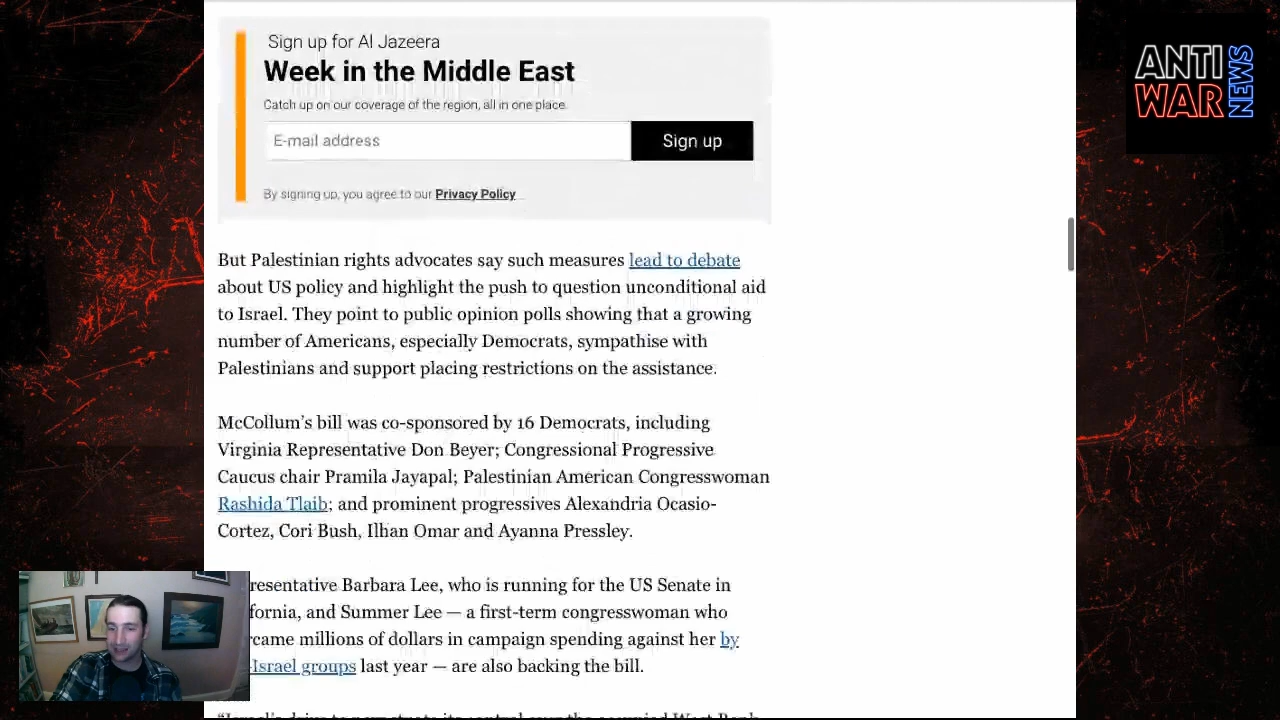 ANTI
WAR
NEWS
Sign up for Al Jazeera
Week in the Middle East
Catch up on our coverage of the region, all in one place.
E-mail address
Sign up
By signing up, you agree to our Privacy Policy
But Palestinian rights advocates say such measures lead to debate
about US policy and highlight the push to question unconditional aid
to Israel. They point to public opinion polls showing that a growing
number of Americans, especially Democrats, sympathise with
Palestinians and support placing restrictions on the assistance.
McCollum’s bill was co-sponsored by 16 Democrats, including
Virginia Representative Don Beyer; Congressional Progressive
Caucus chair Pramila Jayapal; Palestinian American Congresswoman
Rashida Tlaib; and prominent progressives Alexandria Ocasio-
Cortez, Cori Bush, Ilhan Omar and Ayanna Pressley.
resentative Barbara Lee, who is running for the US Senate in
fornia, and Summer Lee — a first-term congresswoman who
rcame millions of dollars in campaign spending against her by
Israel groups last year — are also backing the bill.